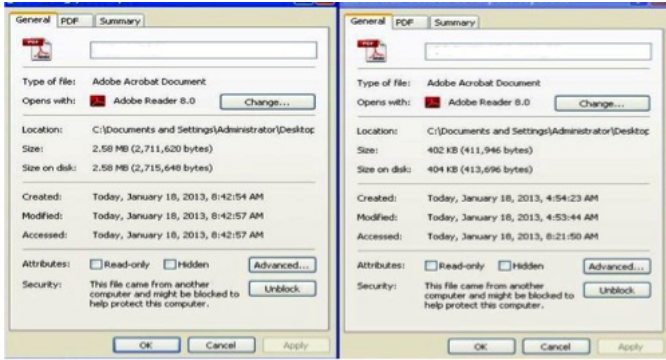 General PDF Summary
PDF
Type of file: Adobe Acrobat Document
Opens with: Adobe Reader 8.0 Change...
Location: C:\Documents and Settings\Administrator\Desktop
Size: 2.58 MB (2,711,620 bytes)
Size on disk: 2.58 MB (2,715,648 bytes)
Created: Today, January 18, 2013, 8:42:54 AM
Modified: Today, January 18, 2013, 8:42:57 AM
Accessed: Today, January 18, 2013, 8:42:57 AM
Attributes: Read-only Hidden Advanced...
Security: This file came from another
computer and might be blocked to
help protect this computer.
Unblock
OK Cancel Apply
General PDF Summary
PDF
Type of file: Adobe Acrobat Document
Opens with: Adobe Reader 8.0 Change...
Location: C:\Documents and Settings\Administrator\Desktop
Size: 402 KB (411,946 bytes)
Size on disk: 404 KB (413,696 bytes)
Created: Today, January 18, 2013, 4:54:23 AM
Modified: Today, January 18, 2013, 4:53:44 AM
Accessed: Today, January 18, 2013, 8:21:50 AM
Attributes: Read-only Hidden Advanced...
Security: This file came from another
computer and might be blocked to
help protect this computer.
Unblock
OK Cancel Apply